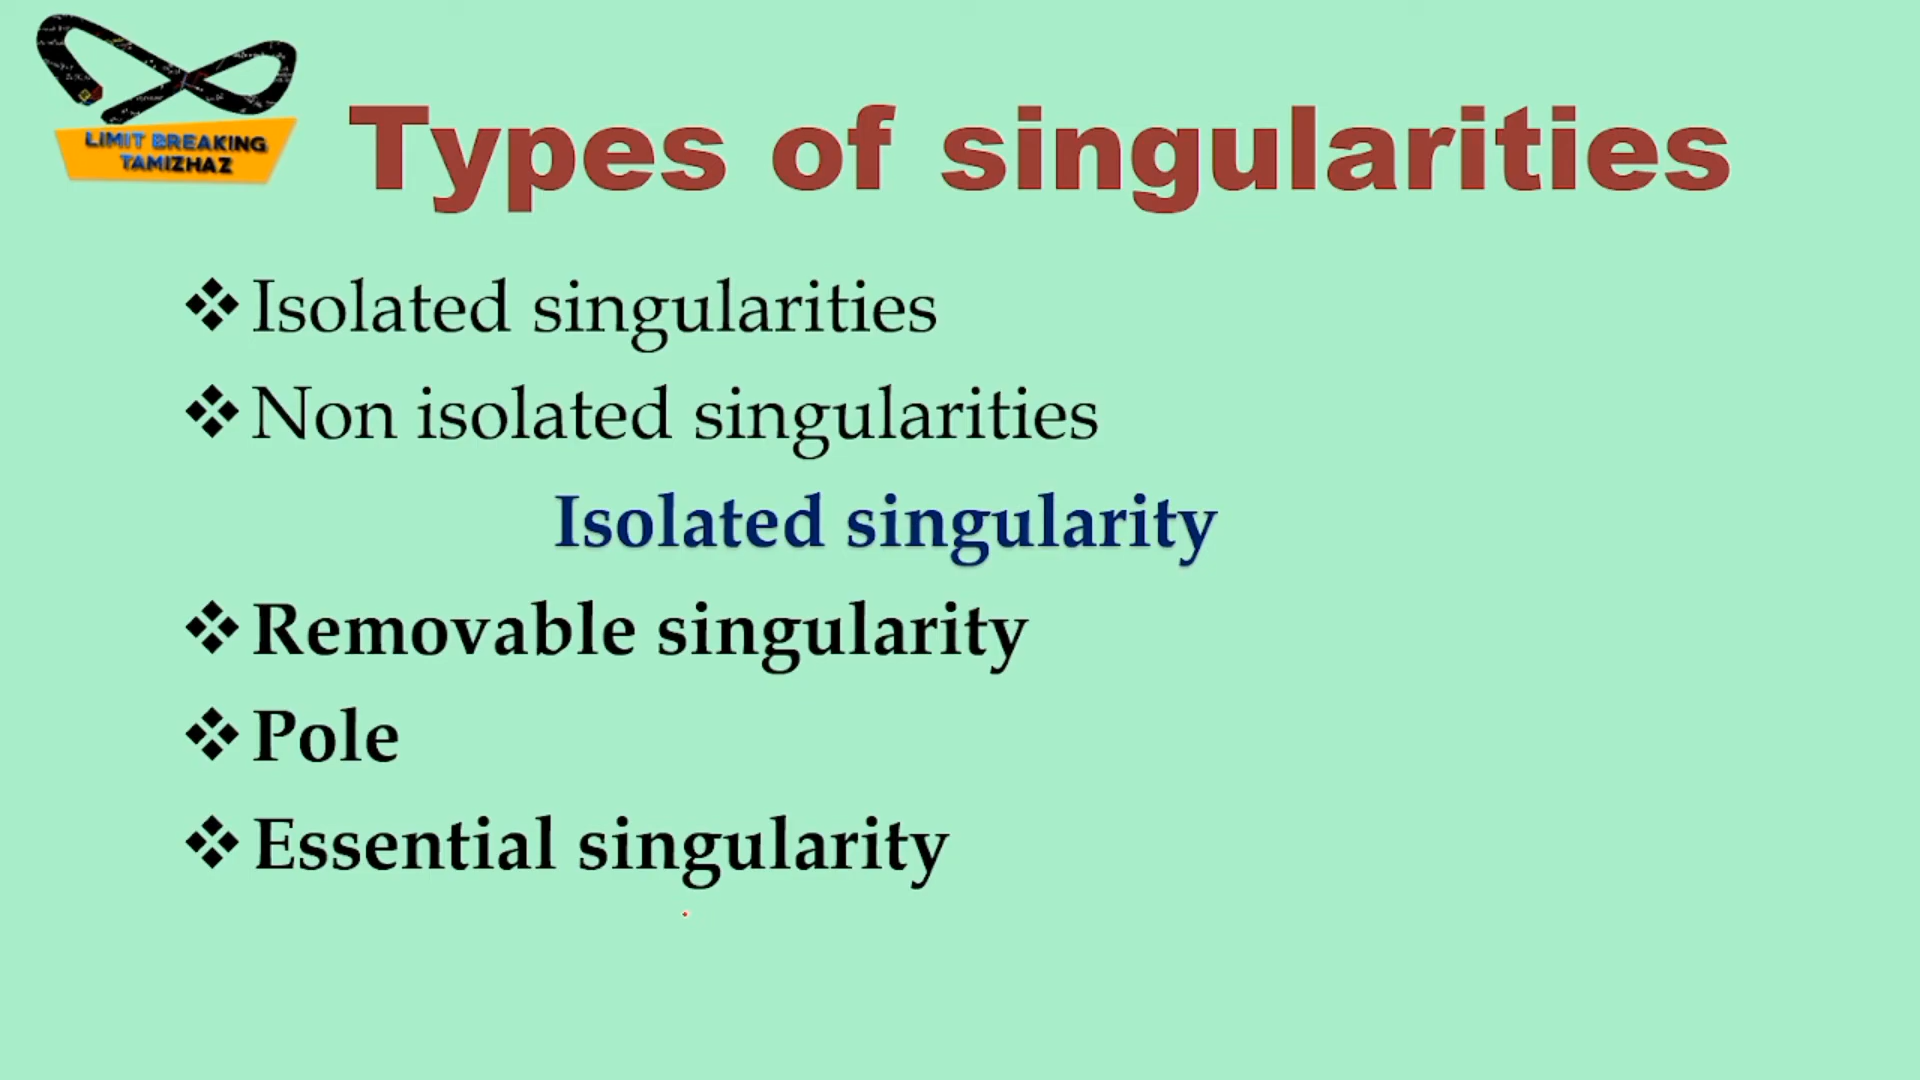 LIMIT BREAKING
TAMIZHAZ
Types of singularities
❖Isolated singularities
❖Non isolated singularities
Isolated singularity
❖Removable singularity
❖Pole
❖Essential singularity